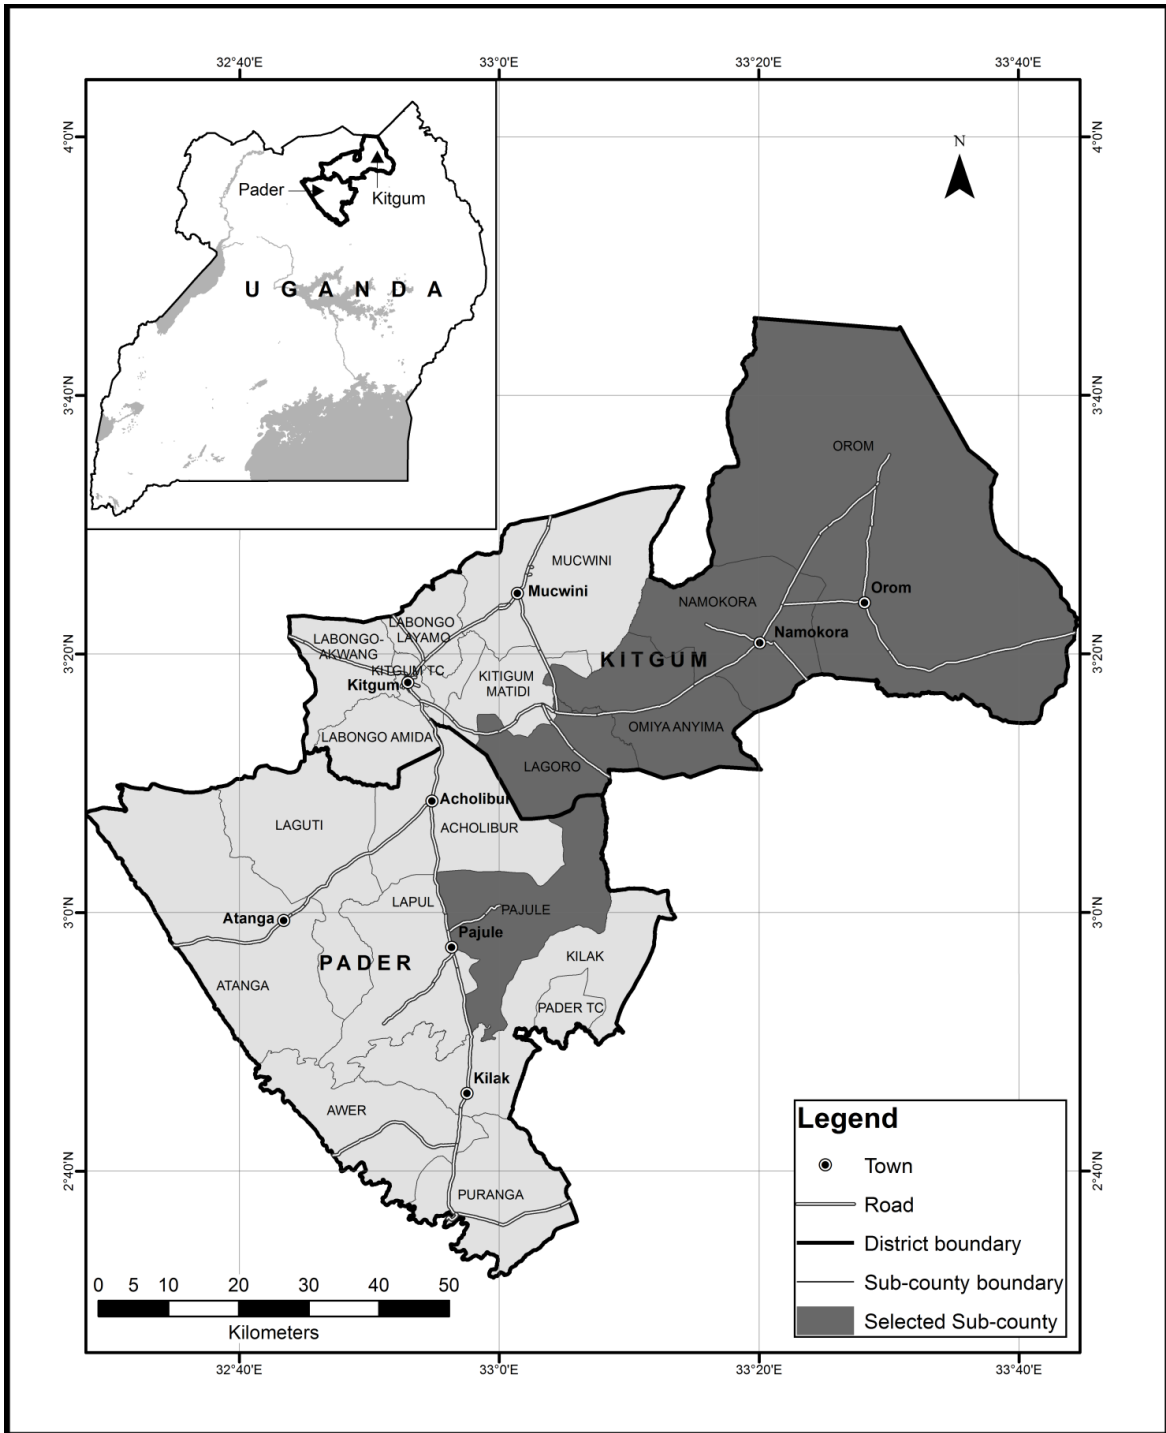 32°40'E 33°0'E 33°20'E 33°40'E
4°0'N
4°0'N
N
Pader
Kitgum
UGANDA
3°40'N
3°40'N
OROM
MUCWINI
Mucwini
Orom
NAMOKORA
Namokora
LABONGO
LAYAMO
LABONGO-
AKWANG
3°20'N
3°20'N
KITGUM
KITGUM TC
Kitgum
KITIGUM
MATIDI
OMIYA ANYIMA
LABONGO AMIDA
LAGORO
Acholibur
ACHOLIBUR
LAGUTI
LAPUL
PAJULE
3°0'N
3°0'N
Atanga
Pajule
PADER
KILAK
ATANGA
PADER TC
Kilak
AWER
PURANGA
2°40'N
2°40'N
Legend
Town
Road
District boundary
Sub-county boundary
Selected Sub-county
0 5 10 20 30 40 50
Kilometers
32°40'E 33°0'E 33°20'E 33°40'E